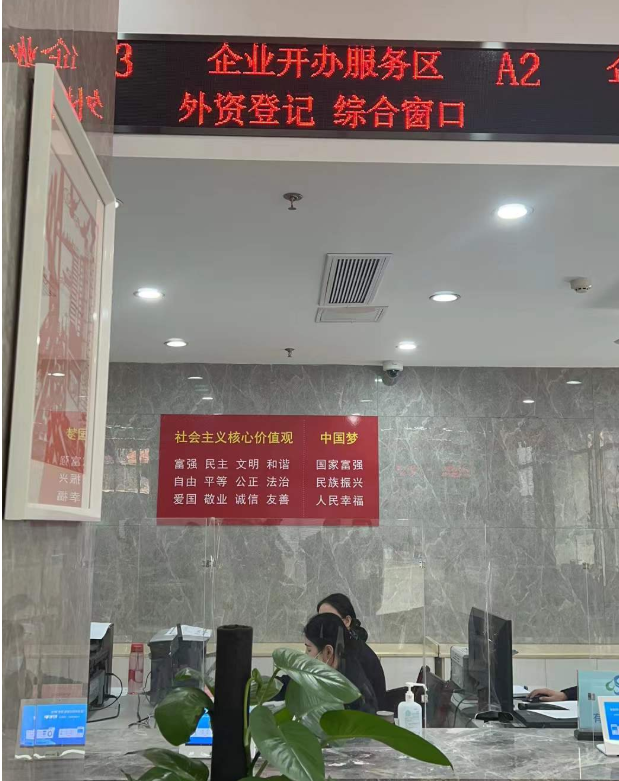 3
企业开办服务区
A2
外资登记 综合窗口
社会主义核心价值观
富强 民主 文明 和谐
自由 平等 公正 法治
爱国 敬业 诚信 友善
中国梦
国家富强
民族振兴
人民幸福